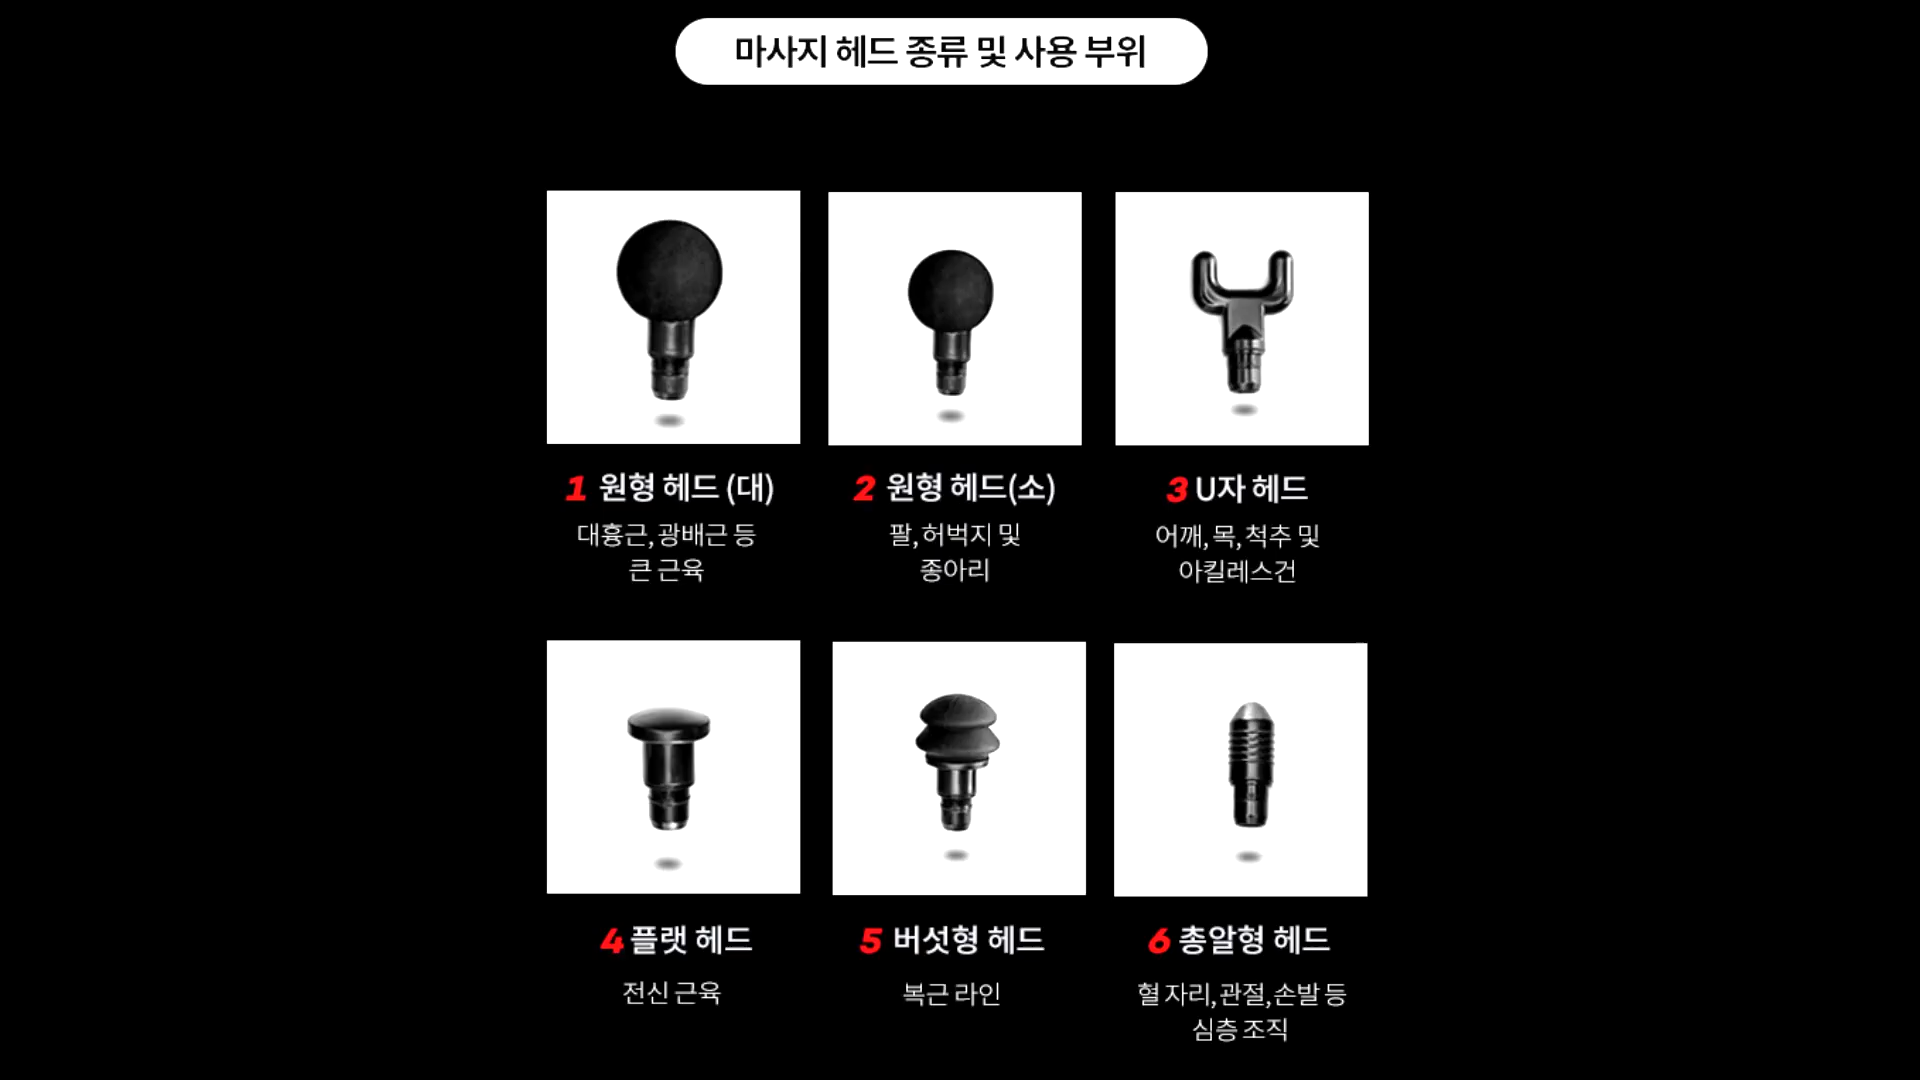 마사지 헤드 종류 및 사용 부위
1 원형 헤드 (대)
대흉근, 광배근 등
큰 근육
2 원형 헤드(소)
팔, 허벅지 및
종아리
3 U자 헤드
어깨, 목, 척추 및
아킬레스건
4 플랫 헤드
전신 근육
5 버섯형 헤드
복근 라인
6 총알형 헤드
혈 자리, 관절, 손발 등
심층 조직